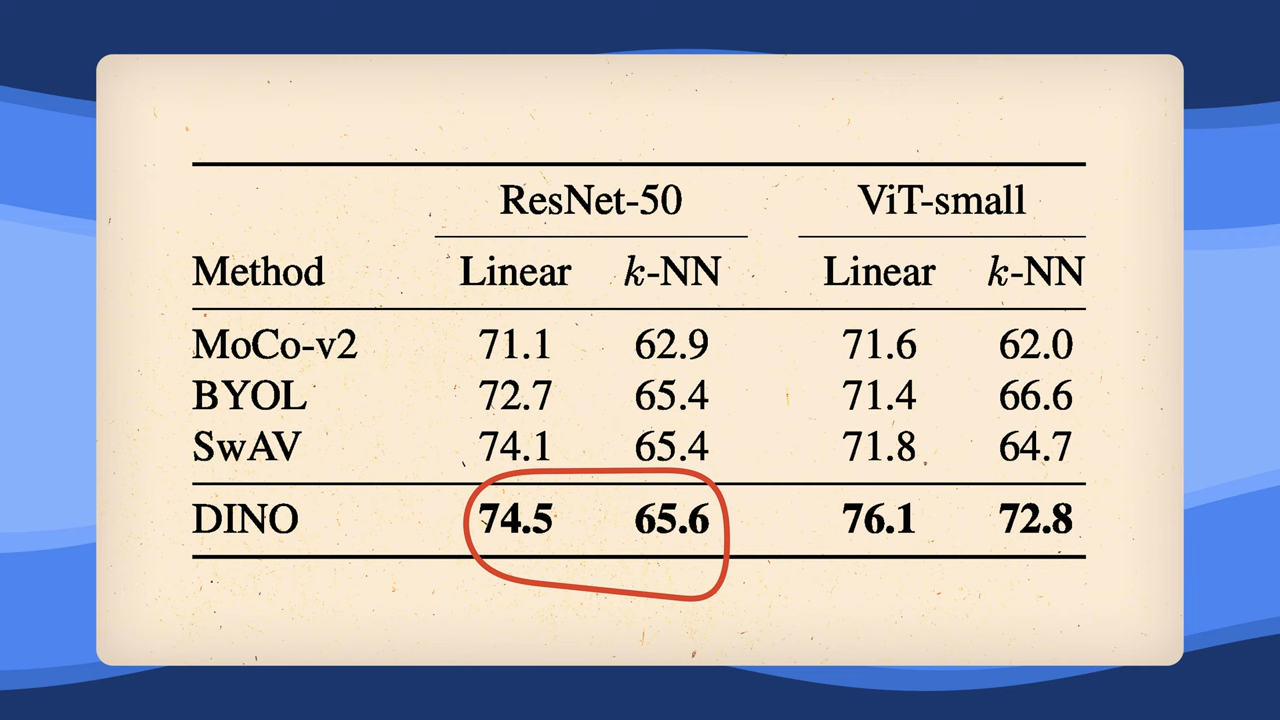 ResNet-50 ViT-small
Method Linear k-NN Linear k-NN
MoCo-v2 71.1 62.9 71.6 62.0
BYOL 72.7 65.4 71.4 66.6
SwAV 74.1 65.4 71.8 64.7
DINO 74.5 65.6 76.1 72.8